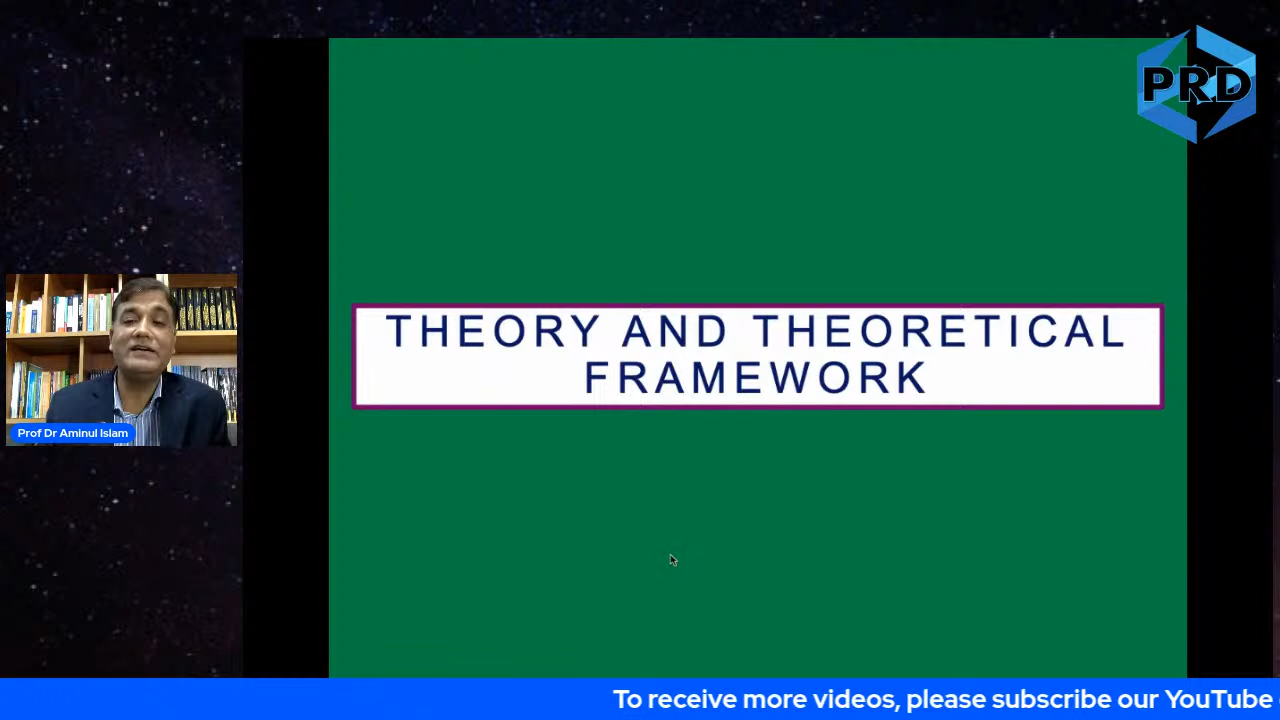 PRD
THEORY AND THEORETICAL
FRAMEWORK
Prof Dr Aminul Islam
To receive more videos, please subscribe our YouTube